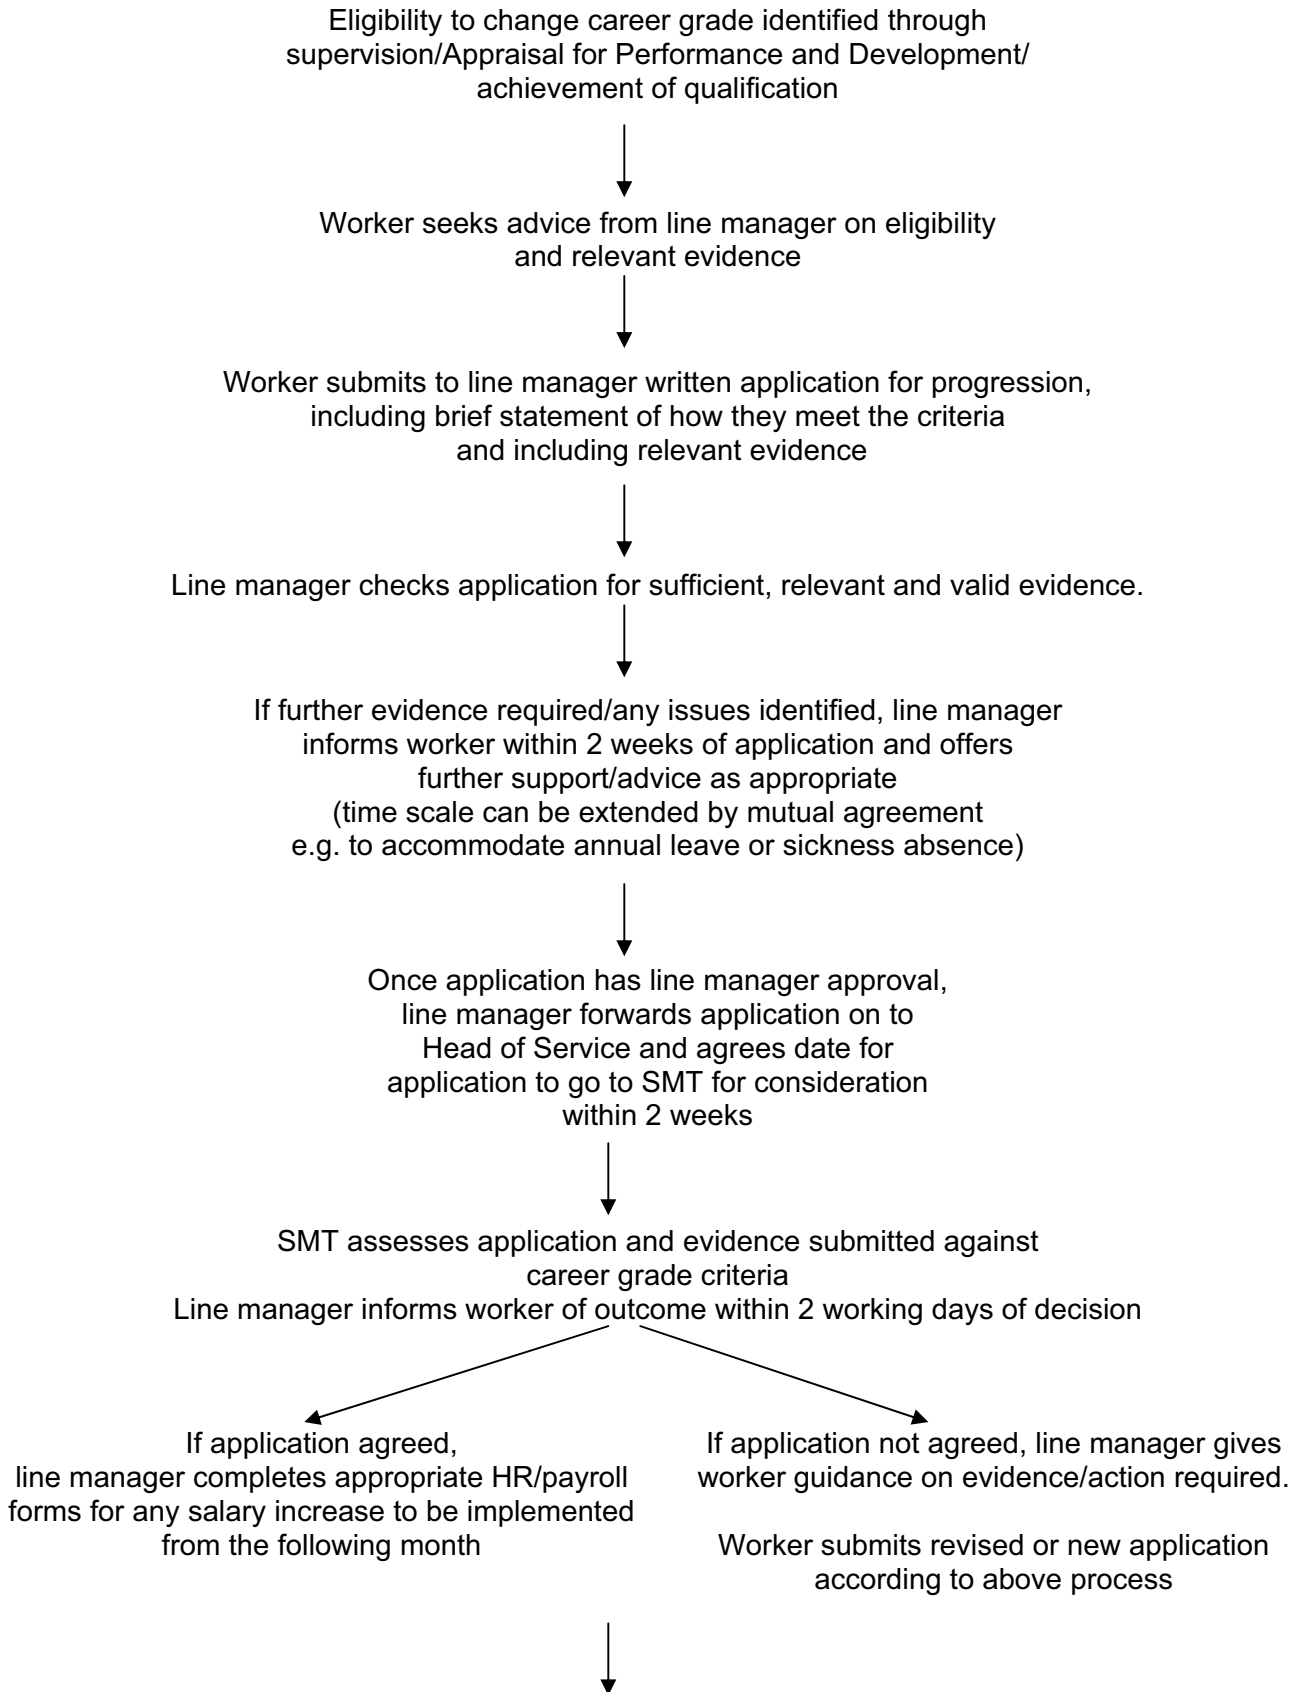 Eligibility to change career grade identified through
supervision/Appraisal for Performance and Development/
achievement of qualification
Worker seeks advice from line manager on eligibility
and relevant evidence
Worker submits to line manager written application for progression,
including brief statement of how they meet the criteria
and including relevant evidence
Line manager checks application for sufficient, relevant and valid evidence.
If further evidence required/any issues identified, line manager
informs worker within 2 weeks of application and offers
further support/advice as appropriate
(time scale can be extended by mutual agreement
e.g. to accommodate annual leave or sickness absence)
Once application has line manager approval,
line manager forwards application on to
Head of Service and agrees date for
application to go to SMT for consideration
within 2 weeks
SMT assesses application and evidence submitted against
career grade criteria
Line manager informs worker of outcome within 2 working days of decision
If application agreed,
line manager completes appropriate HR/payroll
forms for any salary increase to be implemented
from the following month
If application not agreed, line manager gives
worker guidance on evidence/action required.
Worker submits revised or new application
according to above process